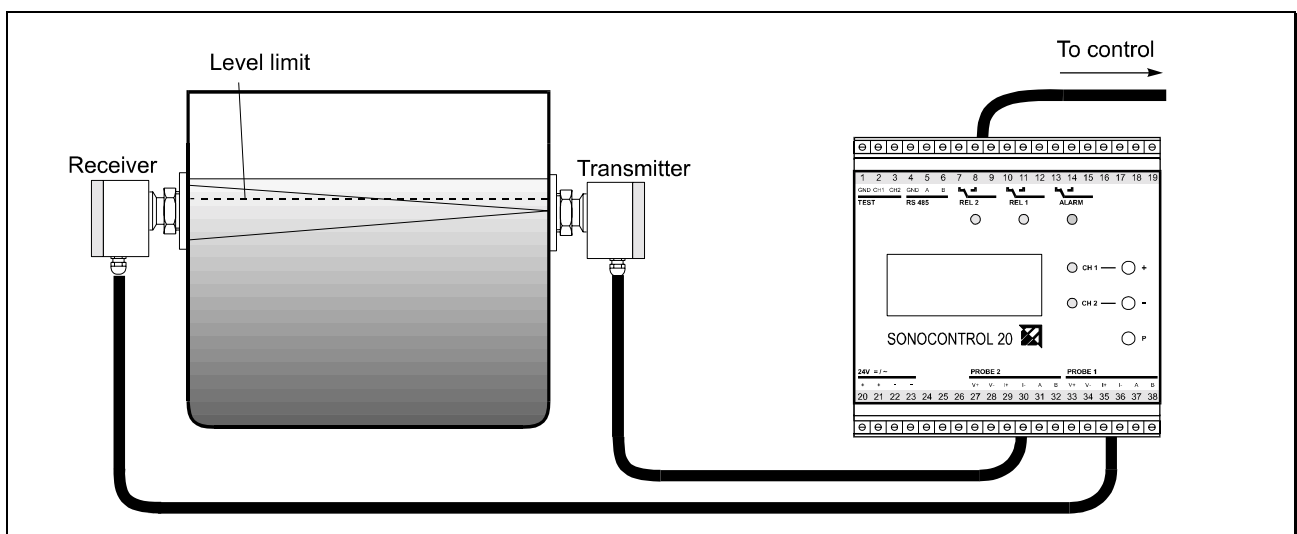 To control
Level limit
Receiver
Transmitter
1 2 3 4 5 6 7 8 9 10 11 12 13 14 15 16 17 18 19
GND CH1 CH2 GND A B
TEST RS 485 REL 2 REL 1 ALARM
CH 1 +
CH 2 -
SONOCONTROL 20 P
24V = / ~ PROBE 2 PROBE 1
+ + - - V+ V- I+ I- A B V+ V- I+ I- A B
20 21 22 23 24 25 26 27 28 29 30 31 32 33 34 35 36 37 38